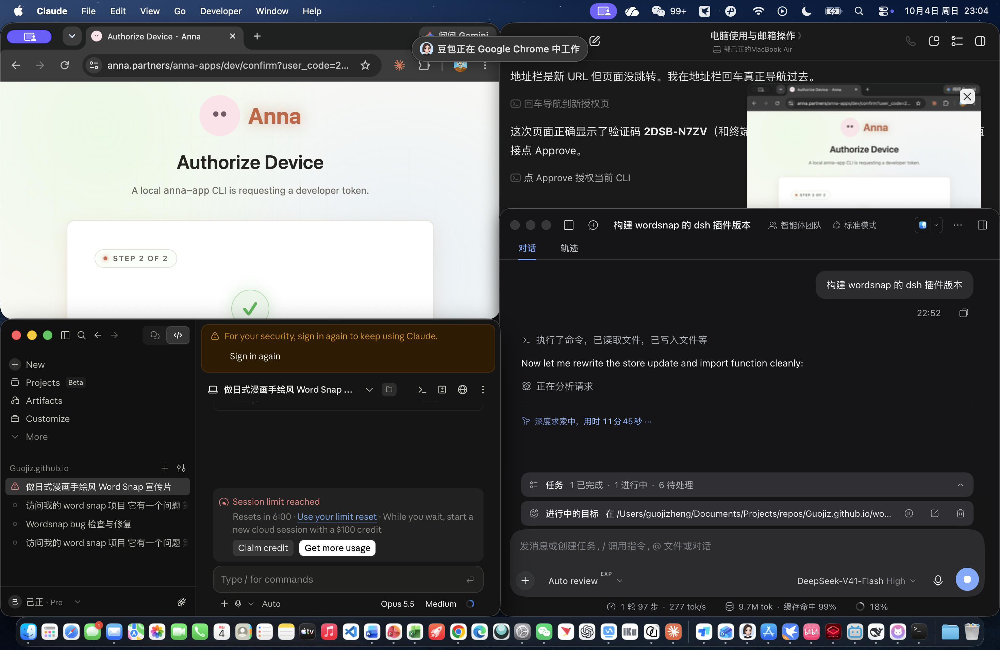 Claude File Edit View Go Developer Window Help 99+ 10月4日 周日 23:04
Authorize Device · Anna
豆包正在 Google Chrome 中工作
anna.partners/anna-apps/dev/confirm?user_code=2...
Anna
Authorize Device
A local anna-app CLI is requesting a developer token.
STEP 2 OF 2
电脑使用与邮箱操作
郭己正的MacBook Air
地址栏是新 URL 但页面没跳转。我在地址栏回车真正导航过去。
回车导航到新授权页
这次页面正确显示了验证码 2DSB-N7ZV（和终端
接点 Approve。
点 Approve 授权当前 CLI
Authorize Device · Anna
anna.partners/anna-apps/dev/confirm?user_code=2...
Anna
Authorize Device
A local anna-app CLI is requesting a developer token.
STEP 2 OF 2
构建 wordsnap 的 dsh 插件版本 智能体团队 标准模式
对话 轨迹
构建 wordsnap 的 dsh 插件版本
22:52
执行了命令，已读取文件，已写入文件等
Now let me rewrite the store update and import function cleanly:
正在分析请求
深度求索中，用时 11分45秒 ···
任务 1 已完成 · 1 进行中 · 6 待处理
进行中的目标 在 /Users/guojizheng/Documents/Projects/repos/Guojiz.github.io/wo...
发消息或创建任务, / 调用指令, @ 文件或对话
Auto review EXP DeepSeek-V41-Flash High
1 轮 97 步 · 277 tok/s 9.7M tok · 缓存命中 99% 18%
New
Projects Beta
Artifacts
Customize
More
Guojiz.github.io
做日式漫画手绘风 Word Snap 宣传片
访问我的 word snap 项目 它有一个问题
Wordsnap bug 检查与修复
访问我的 word snap 项目 它有一个问题
己 己正 · Pro
For your security, sign in again to keep using Claude.
Sign in again
做日式漫画手绘风 Word Snap ...
Session limit reached
Resets in 6:00 · Use your limit reset · While you wait, start a
new cloud session with a $100 credit
Claim credit Get more usage
Type / for commands
Auto Opus 5.5 Medium
1 周日 4 tv bilibili iKu